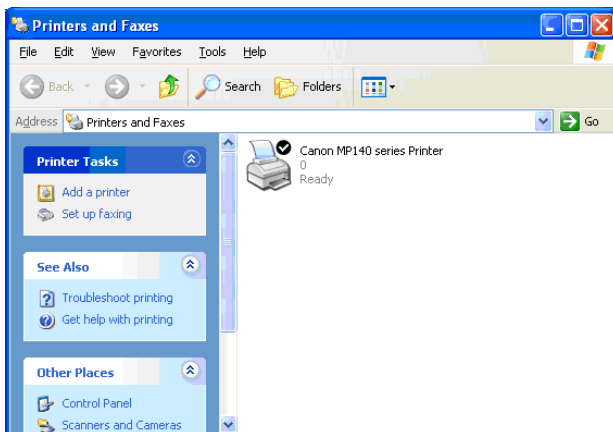 Printers and Faxes
File Edit View Favorites Tools Help
Back Search Folders
Address Printers and Faxes Go
Printer Tasks
Add a printer
Set up faxing
See Also
Troubleshoot printing
Get help with printing
Other Places
Control Panel
Scanners and Cameras
Canon MP140 series Printer
0
Ready